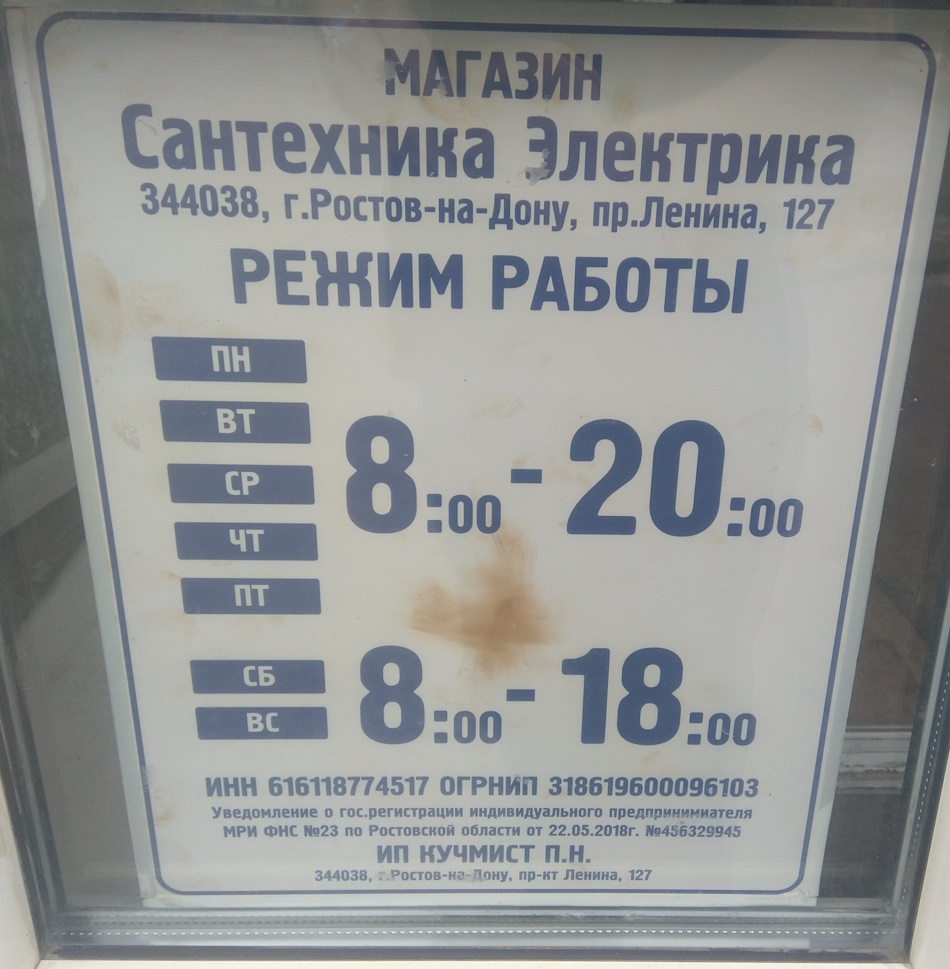 МАГАЗИН
Сантехника Электрика
344038, г.Ростов-на-Дону, пр.Ленина, 127
РЕЖИМ РАБОТЫ
ПН
ВТ
СР
ЧТ
ПТ
8:00 - 20:00
СБ
ВС
8:00 - 18:00
ИНН 616118774517 ОГРНИП 318619600096103
Уведомление о гос.регистрации индивидуального предпринимиателя
МРИ ФНС №23 по Ростовской области от 22.05.2018г. №456329945
ИП КУЧМИСТ П.Н.
344038, г.Ростов-на-Дону, пр-кт Ленина, 127